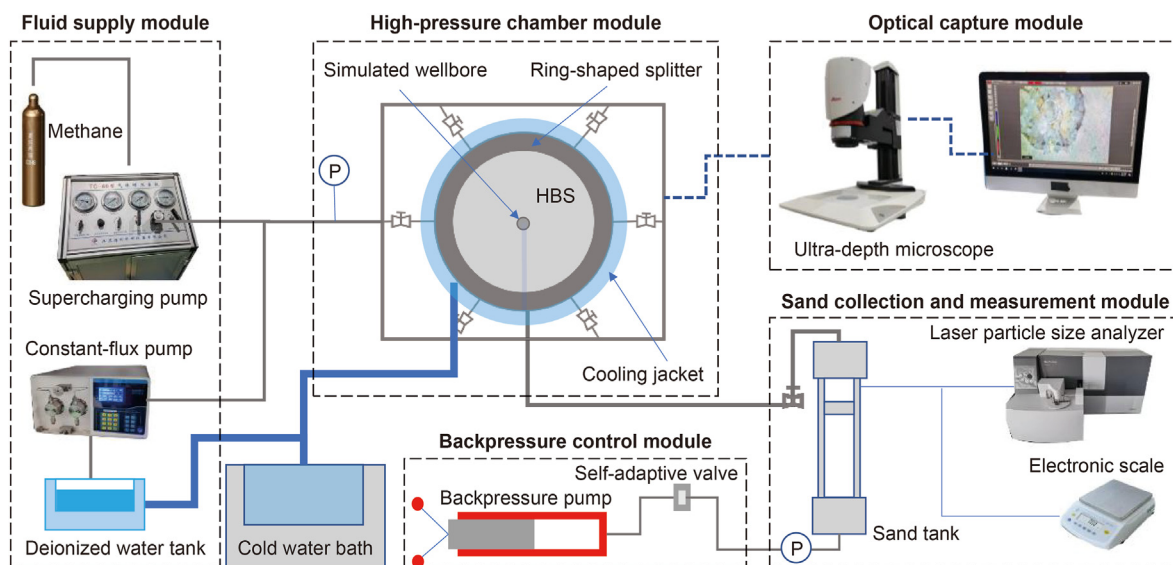 Fluid supply module
High-pressure chamber module
Optical capture module
Simulated wellbore
Ring-shaped splitter
Methane
P
HBS
Supercharging pump
Ultra-depth microscope
Constant-flux pump
Cooling jacket
Sand collection and measurement module
Laser particle size analyzer
Backpressure control module
Self-adaptive valve
Backpressure pump
Electronic scale
Deionized water tank
Cold water bath
P
Sand tank